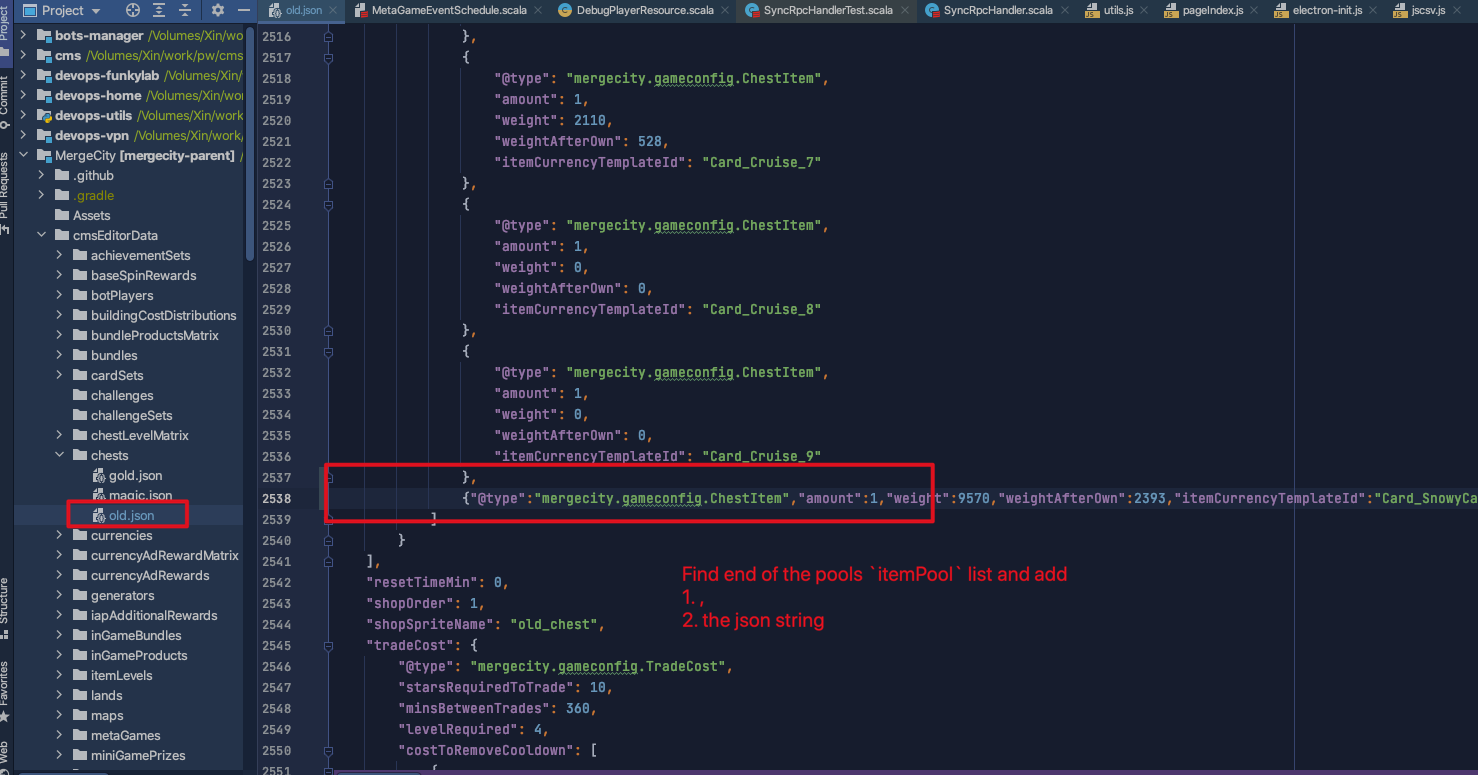 Project
old.json
MetaGameEventSchedule.scala
DebugPlayerResource.scala
SyncRpcHandlerTest.scala
SyncRpcHandler.scala
utils.js
pageIndex.js
electron-init.js
jscsv.js
Project
Commit
Pull Requests
Structure
Favorites
Web
bots-manager /Volumes/Xin/wo
cms /Volumes/Xin/work/pw/cms
devops-funkylab /Volumes/Xin/
devops-home /Volumes/Xin/wor
devops-utils /Volumes/Xin/work
devops-vpn /Volumes/Xin/work/
MergeCity [mergecity-parent] /
.github
.gradle
Assets
cmsEditorData
achievementSets
baseSpinRewards
botPlayers
buildingCostDistributions
bundleProductsMatrix
bundles
cardSets
challenges
challengeSets
chestLevelMatrix
chests
gold.json
magic.json
old.json
currencies
currencyAdRewardMatrix
currencyAdRewards
generators
iapAdditionalRewards
inGameBundles
inGameProducts
itemLevels
lands
maps
metaGames
miniGamePrizes
2516 },
2517 {
2518 "@type": "mergecity.gameconfig.ChestItem",
2519 "amount": 1,
2520 "weight": 2110,
2521 "weightAfterOwn": 528,
2522 "itemCurrencyTemplateId": "Card_Cruise_7"
2523 },
2524 {
2525 "@type": "mergecity.gameconfig.ChestItem",
2526 "amount": 1,
2527 "weight": 0,
2528 "weightAfterOwn": 0,
2529 "itemCurrencyTemplateId": "Card_Cruise_8"
2530 },
2531 {
2532 "@type": "mergecity.gameconfig.ChestItem",
2533 "amount": 1,
2534 "weight": 0,
2535 "weightAfterOwn": 0,
2536 "itemCurrencyTemplateId": "Card_Cruise_9"
2537 },
2538 {"@type":"mergecity.gameconfig.ChestItem","amount":1,"weight":9570,"weightAfterOwn":2393,"itemCurrencyTemplateId":"Card_SnowyCa
2539 ]
2540 }
2541 ],
2542 "resetTimeMin": 0,
2543 "shopOrder": 1,
2544 "shopSpriteName": "old_chest",
2545 "tradeCost": {
2546 "@type": "mergecity.gameconfig.TradeCost",
2547 "starsRequiredToTrade": 10,
2548 "minsBetweenTrades": 360,
2549 "levelRequired": 4,
2550 "costToRemoveCooldown": [
2551 {
Find end of the pools `itemPool` list and add
1. ,
2. the json string